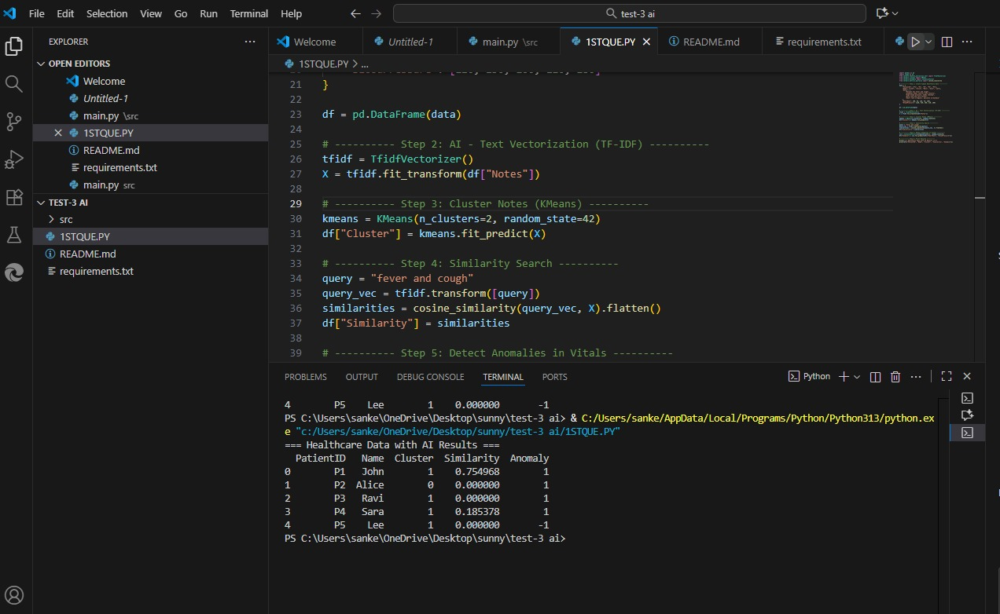 File Edit Selection View Go Run Terminal Help
test-3 ai
EXPLORER
OPEN EDITORS
Welcome
Untitled-1
main.py \src
1STQUE.PY
README.md
requirements.txt
main.py src
TEST-3 AI
src
1STQUE.PY
README.md
requirements.txt
Welcome Untitled-1 main.py \src 1STQUE.PY README.md requirements.txt
1STQUE.PY > ...
21 }
22
23 df = pd.DataFrame(data)
24
25 # ---------- Step 2: AI - Text Vectorization (TF-IDF) ----------
26 tfidf = TfidfVectorizer()
27 X = tfidf.fit_transform(df["Notes"])
28
29 # ---------- Step 3: Cluster Notes (KMeans) ----------
30 kmeans = KMeans(n_clusters=2, random_state=42)
31 df["Cluster"] = kmeans.fit_predict(X)
32
33 # ---------- Step 4: Similarity Search ----------
34 query = "fever and cough"
35 query_vec = tfidf.transform([query])
36 similarities = cosine_similarity(query_vec, X).flatten()
37 df["Similarity"] = similarities
38
39 # ---------- Step 5: Detect Anomalies in Vitals ----------
PROBLEMS OUTPUT DEBUG CONSOLE TERMINAL PORTS
Python
4 P5 Lee 1 0.000000 -1
PS C:\Users\sanke\OneDrive\Desktop\sunny\test-3 ai> & C:/Users/sanke/AppData/Local/Programs/Python/Python313/python.ex
e "c:/Users/sanke/OneDrive/Desktop/sunny/test-3 ai/1STQUE.PY"
=== Healthcare Data with AI Results ===
PatientID Name Cluster Similarity Anomaly
0 P1 John 1 0.754968 1
1 P2 Alice 0 0.000000 1
2 P3 Ravi 1 0.000000 1
3 P4 Sara 1 0.185378 1
4 P5 Lee 1 0.000000 -1
PS C:\Users\sanke\OneDrive\Desktop\sunny\test-3 ai>